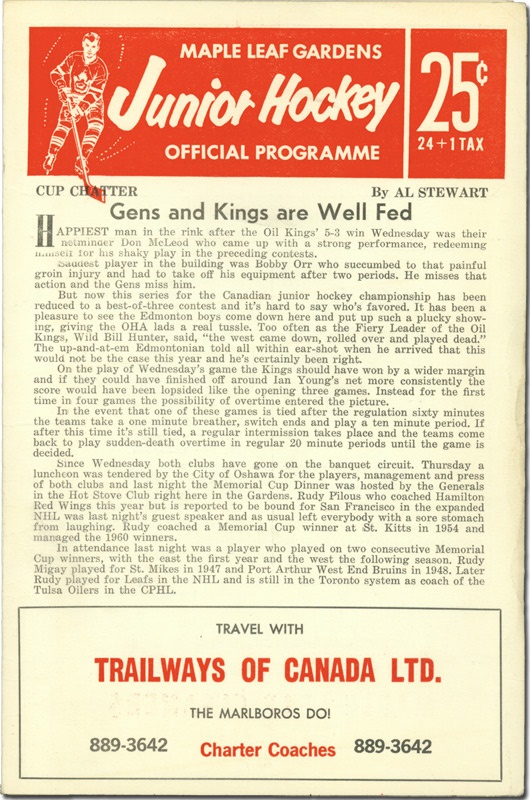 MAPLE LEAF GARDENS
Junior Hockey
OFFICIAL PROGRAMME
25¢
24+1 TAX
CUP CHATTER By AL STEWART
Gens and Kings are Well Fed
HAPPIEST man in the rink after the Oil Kings' 5-3 win Wednesday was their
netminder Don McLeod who came up with a strong performance, redeeming
himself for his shaky play in the preceding contests.
Saddest player in the building was Bobby Orr who succumbed to that painful
groin injury and had to take off his equipment after two periods. He misses that
action and the Gens miss him.
But now this series for the Canadian junior hockey championship has been
reduced to a best-of-three contest and it's hard to say who's favored. It has been a
pleasure to see the Edmonton boys come down here and put up such a plucky show-
ing, giving the OHA lads a real tussle. Too often as the Fiery Leader of the Oil
Kings, Wild Bill Hunter, said, "the west came down, rolled over and played dead."
The up-and-at-em Edmontonian told all within ear-shot when he arrived that this
would not be the case this year and he's certainly been right.
On the play of Wednesday's game the Kings should have won by a wider margin
and if they could have finished off around Ian Young's net more consistently the
score would have been lopsided like the opening three games. Instead for the first
time in four games the possibility of overtime entered the picture.
In the event that one of these games is tied after the regulation sixty minutes
the teams take a one minute breather, switch ends and play a ten minute period. If
after this time it's still tied, a regular intermission takes place and the teams come
back to play sudden-death overtime in regular 20 minute periods until the game is
decided.
Since Wednesday both clubs have gone on the banquet circuit. Thursday a
luncheon was tendered by the City of Oshawa for the players, management and press
of both clubs and last night the Memorial Cup Dinner was hosted by the Generals
in the Hot Stove Club right here in the Gardens. Rudy Pilous who coached Hamilton
Red Wings this year but is reported to be bound for San Francisco in the expanded
NHL was last night's guest speaker and as usual left everybody with a sore stomach
from laughing. Rudy coached a Memorial Cup winner at St. Kitts in 1954 and
managed the 1960 winners.
In attendance last night was a player who played on two consecutive Memorial
Cup winners, with the east the first year and the west the following season. Rudy
Migay played for St. Mikes in 1947 and Port Arthur West End Bruins in 1948. Later
Rudy played for Leafs in the NHL and is still in the Toronto system as coach of the
Tulsa Oilers in the CPHL.
TRAVEL WITH
TRAILWAYS OF CANADA LTD.
THE MARLBOROS DO!
889-3642 Charter Coaches 889-3642